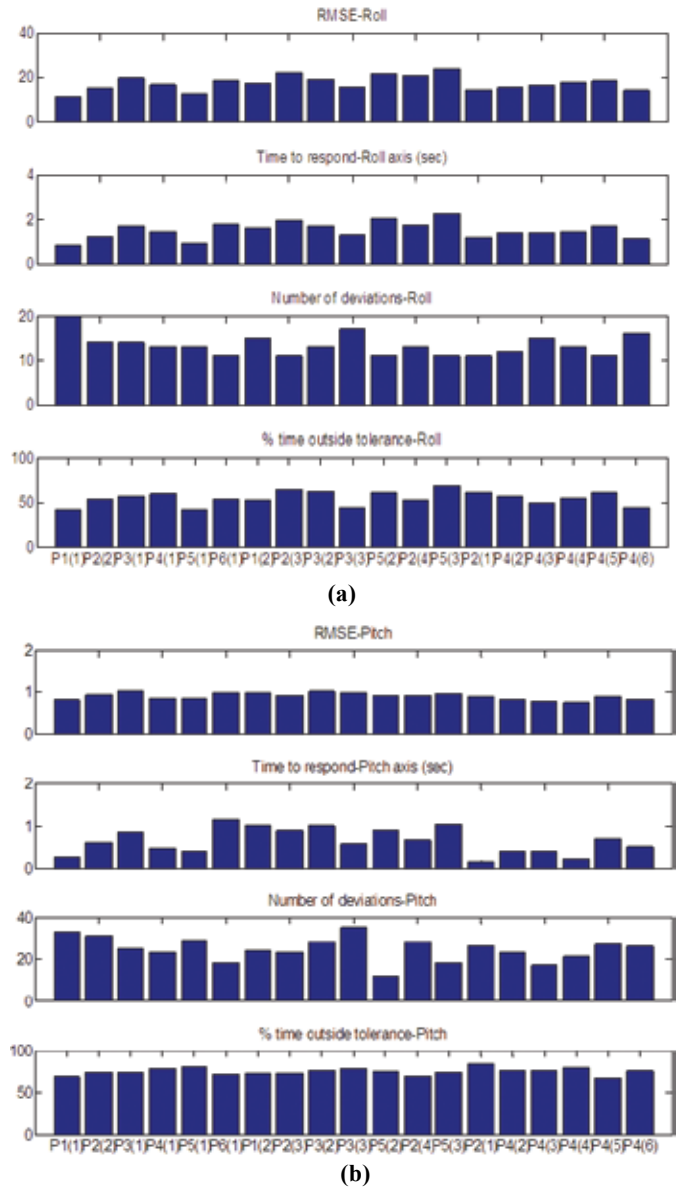 RMSE-Roll
40
20
0
Time to respond-Roll axis (sec)
4
2
0
Number of deviations-Roll
20
10
0
% time outside tolerance-Roll
100
50
0
P1(1)P2(2)P3(1)P4(1)P5(1)P6(1)P1(2)P2(3)P3(2)P3(3)P5(2)P2(4)P5(3)P2(1)P4(2)P4(3)P4(4)P4(5)P4(6)
(a)
RMSE-Pitch
2
1
0
Time to respond-Pitch axis (sec)
2
1
0
Number of deviations-Pitch
40
20
0
% time outside tolerance-Pitch
100
50
0
P1(1)P2(2)P3(1)P4(1)P5(1)P6(1)P1(2)P2(3)P3(2)P3(3)P5(2)P2(4)P5(3)P2(1)P4(2)P4(3)P4(4)P4(5)P4(6)
(b)